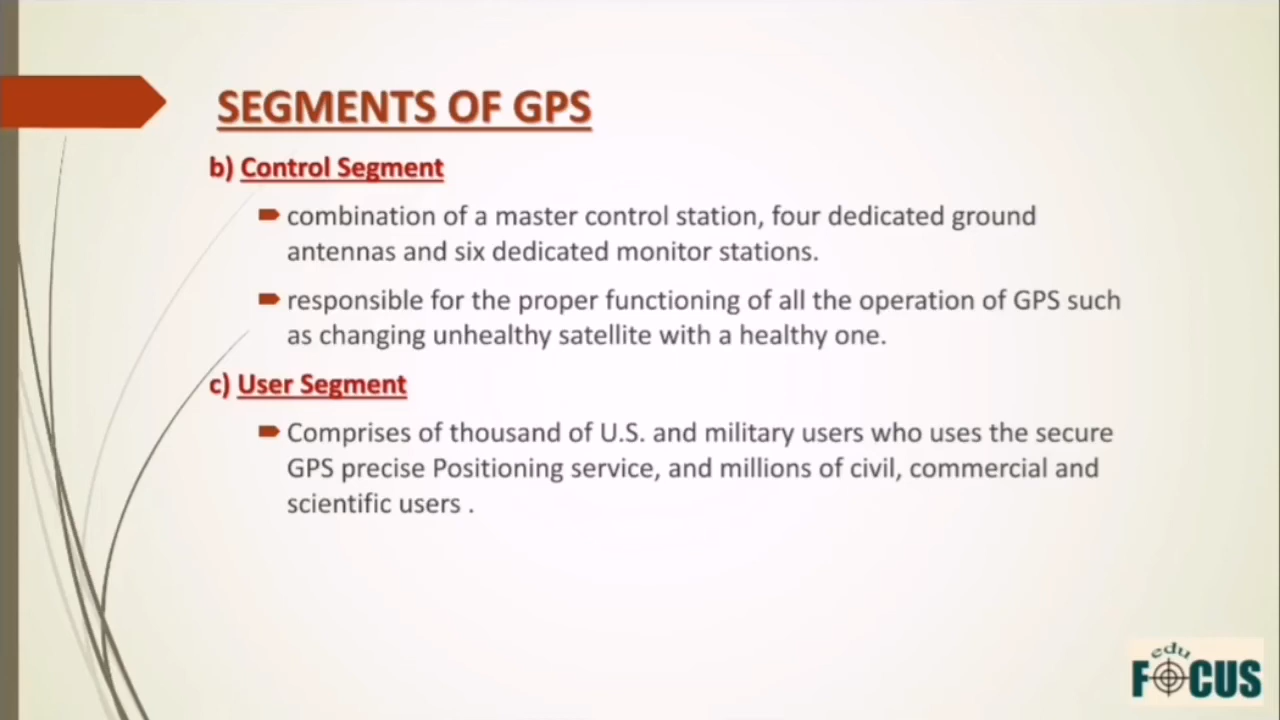 SEGMENTS OF GPS
b) Control Segment
combination of a master control station, four dedicated ground
antennas and six dedicated monitor stations.
responsible for the proper functioning of all the operation of GPS such
as changing unhealthy satellite with a healthy one.
c) User Segment
Comprises of thousand of U.S. and military users who uses the secure
GPS precise Positioning service, and millions of civil, commercial and
scientific users .
edu
FOCUS